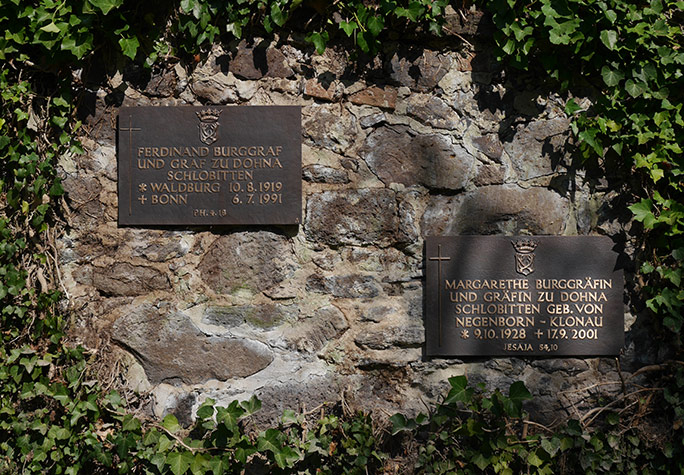 FERDINAND BURGGRAF
UND GRAF ZU DOHNA
SCHLOBITTEN
* WALDBURG 10.8.1919
+ BONN 6.7.1991
PH. 4.13
MARGARETHE BURGGRÄFIN
UND GRÄFIN ZU DOHNA
SCHLOBITTEN GEB. VON
NEGENBORN - KLONAU
* 9.10.1928 +17.9.2001
JESAJA 54,10